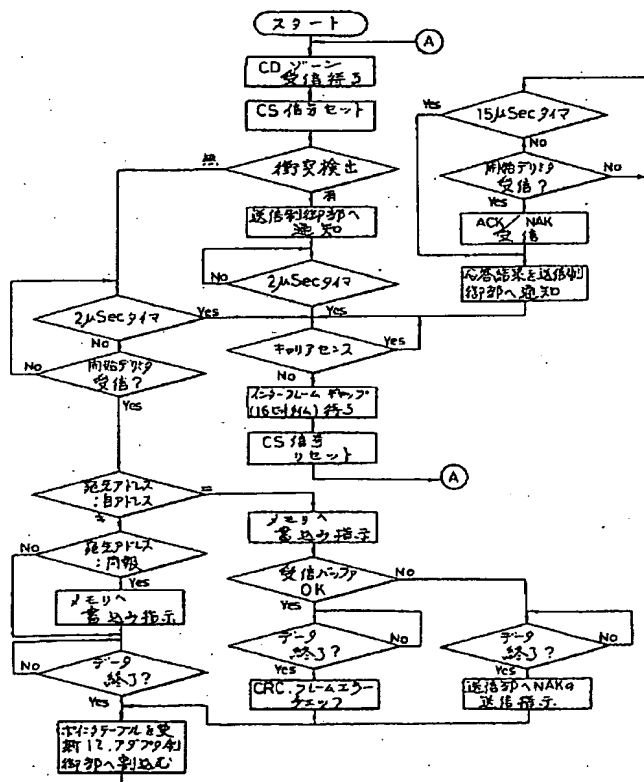 スタート
A
CD ゾーン
受信待ち
CS 信号セット
衝突検出
無
有
送信制御部へ
通知
2μSecタイマ
No
Yes
15μSecタイマ
Yes
No
開始デリミタ
受信?
No
Yes
ACK/NAK
受信
応答結果を送信制
御部へ通知
2μSecタイマ
Yes
No
開始デリミタ
受信?
No
Yes
キャリアセンス
Yes
No
インターフレームギャップ
(16ビットタイム)待ち
CS 信号
リセット
A
宛先アドレス
:自アドレス
=
≠
宛先アドレス
:同報
No
Yes
メモリへ
書込み指示
データ
終了?
No
Yes
メモリへ
書込み指示
受信バッファ
OK
No
Yes
データ
終了?
No
Yes
CRC,フレームエラー
チェック
データ
終了?
No
Yes
送信部へNAKの
送信指示
ポインタテーブルを更
新し,アダプタ制
御部へ割込む